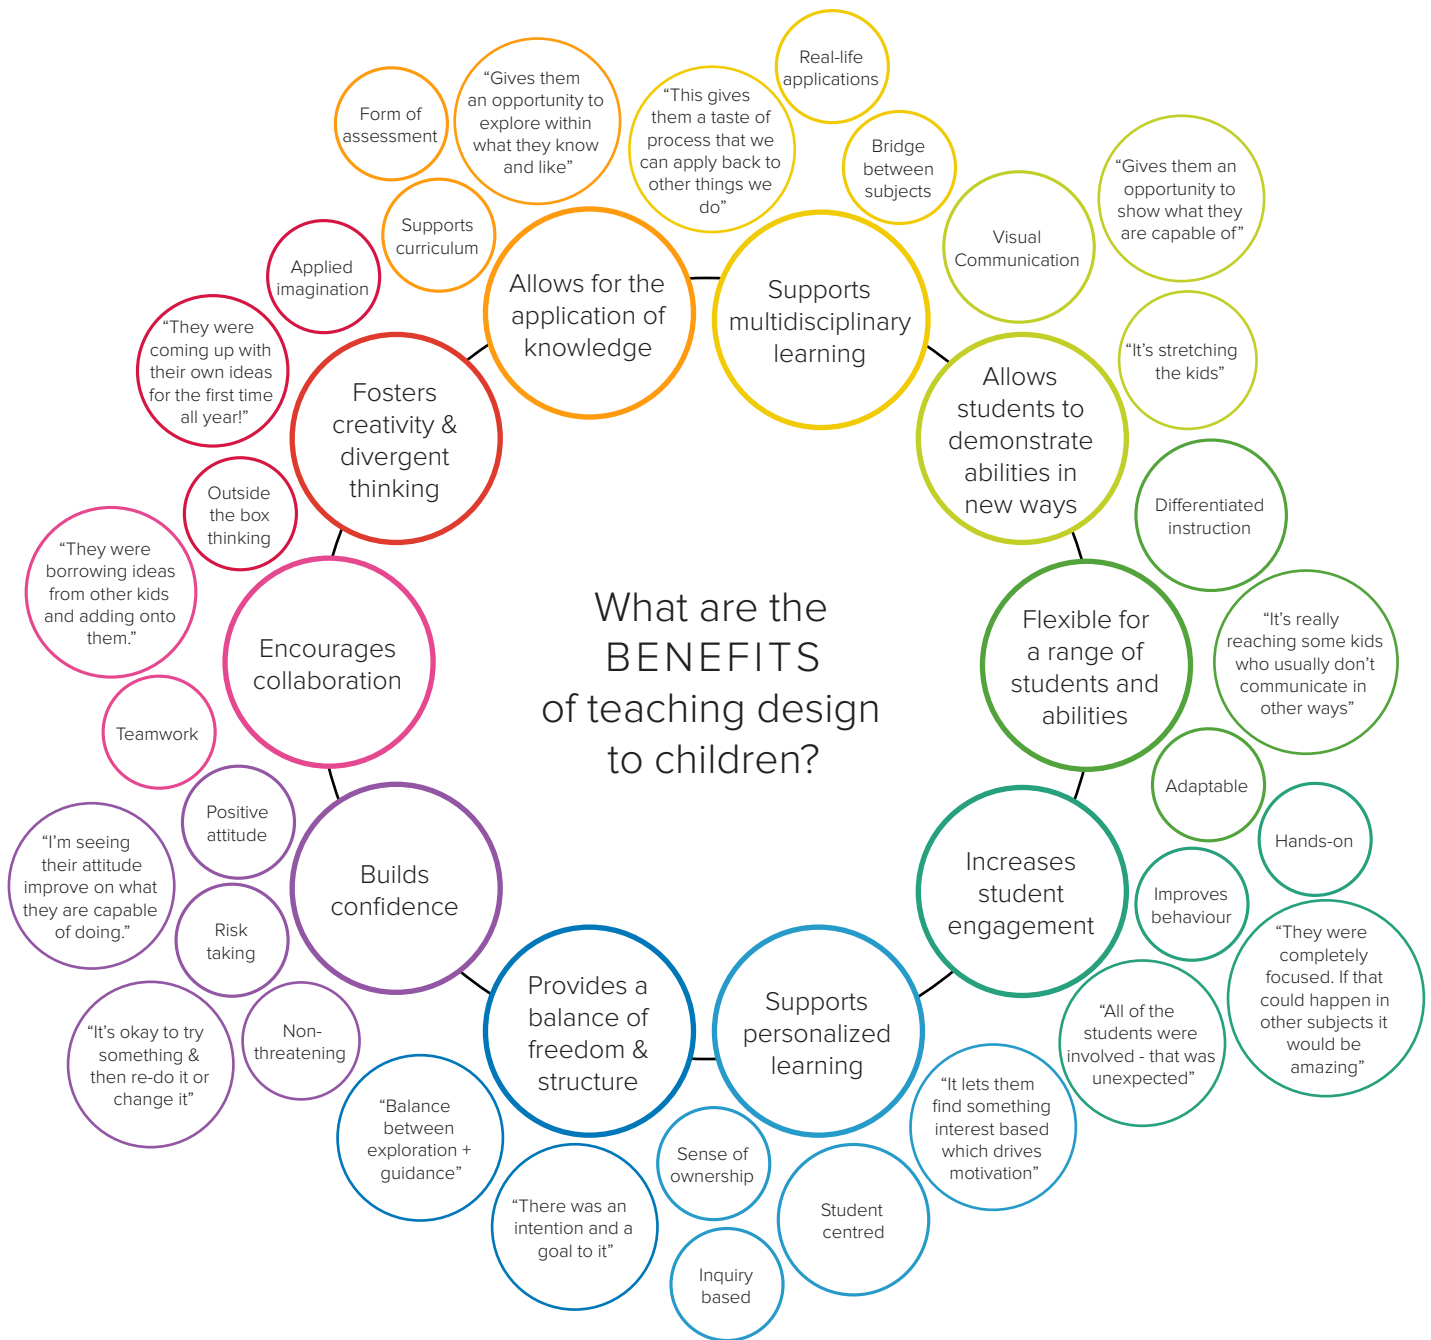 What are the
BENEFITS
of teaching design
to children?
Allows for the
application of
knowledge
Form of
assessment
“Gives them
an opportunity to
explore within
what they know
and like”
Supports
curriculum
Supports
multidisciplinary
learning
“This gives
them a taste of
process that we
can apply back to
other things we
do”
Real-life
applications
Bridge
between
subjects
Allows
students to
demonstrate
abilities in
new ways
Visual
Communication
“Gives them an
opportunity to
show what they
are capable of”
“It’s stretching
the kids”
Flexible for
a range of
students and
abilities
Differentiated
instruction
“It’s really
reaching some kids
who usually don’t
communicate in
other ways”
Adaptable
Increases
student
engagement
Hands-on
Improves
behaviour
“They were
completely
focused. If that
could happen in
other subjects it
would be
amazing”
“All of the
students were
involved - that was
unexpected”
Supports
personalized
learning
“It lets them
find something
interest based
which drives
motivation”
Student
centred
Sense of
ownership
Inquiry
based
Provides a
balance of
freedom &
structure
“There was an
intention and a
goal to it”
“Balance
between
exploration +
guidance”
Builds
confidence
Non-
threatening
“It’s okay to try
something &
then re-do it or
change it”
Risk
taking
“I’m seeing
their attitude
improve on what
they are capable
of doing.”
Positive
attitude
Encourages
collaboration
Teamwork
“They were
borrowing ideas
from other kids
and adding onto
them.”
Fosters
creativity &
divergent
thinking
Outside
the box
thinking
“They were
coming up with
their own ideas
for the first time
all year!”
Applied
imagination